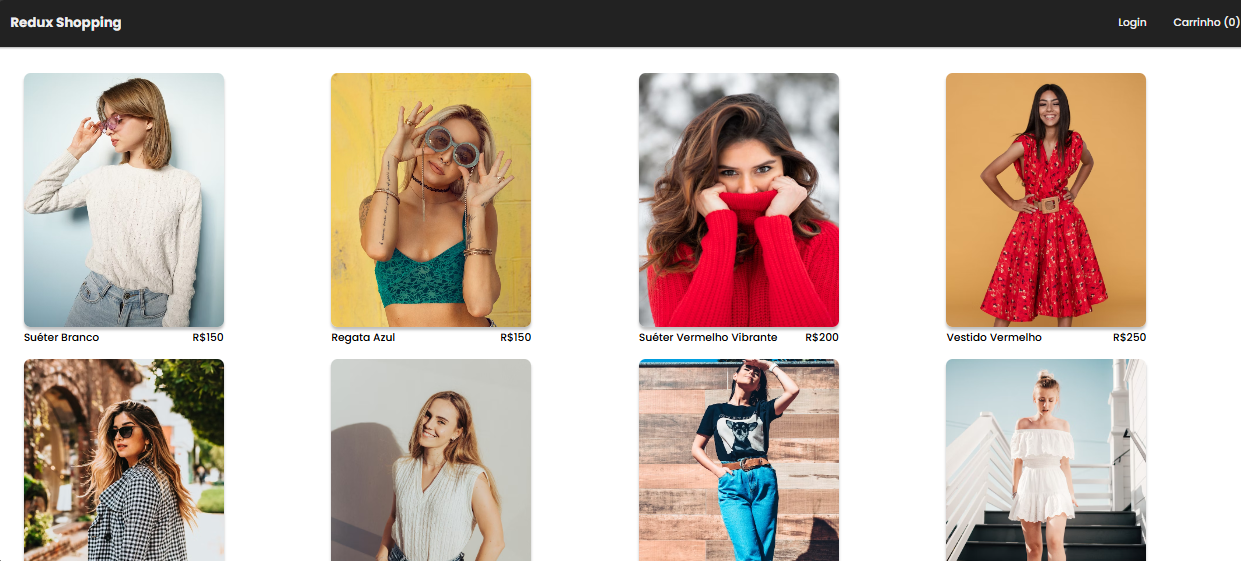 Redux Shopping
Login
Carrinho (0)
Suéter Branco
R$150
Regata Azul
R$150
Suéter Vermelho Vibrante
R$200
Vestido Vermelho
R$250